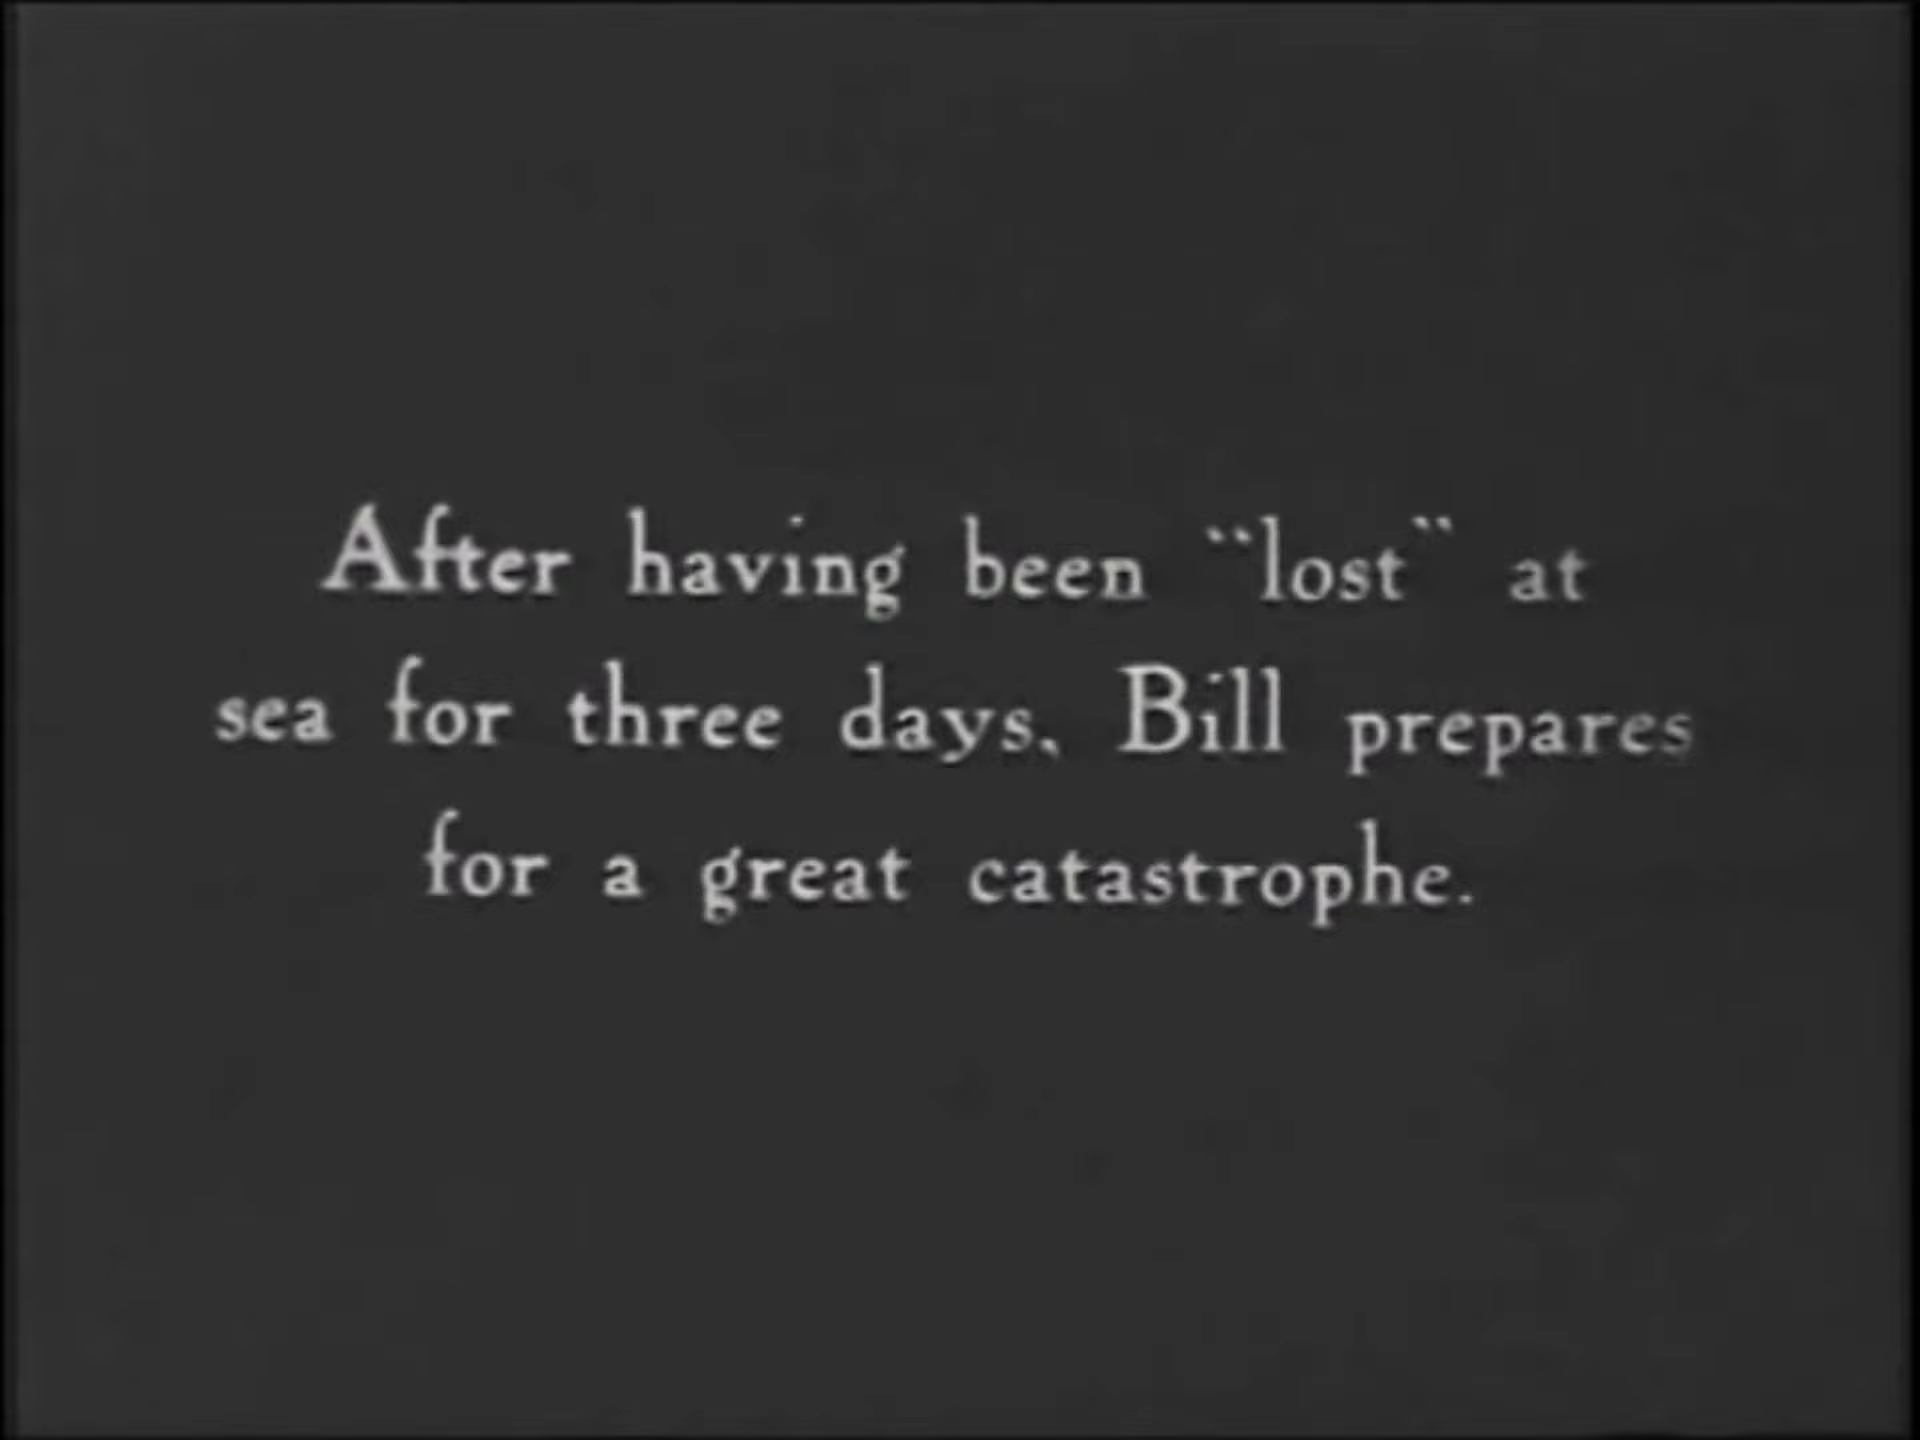 After having been "lost" at
sea for three days, Bill prepares
for a great catastrophe.